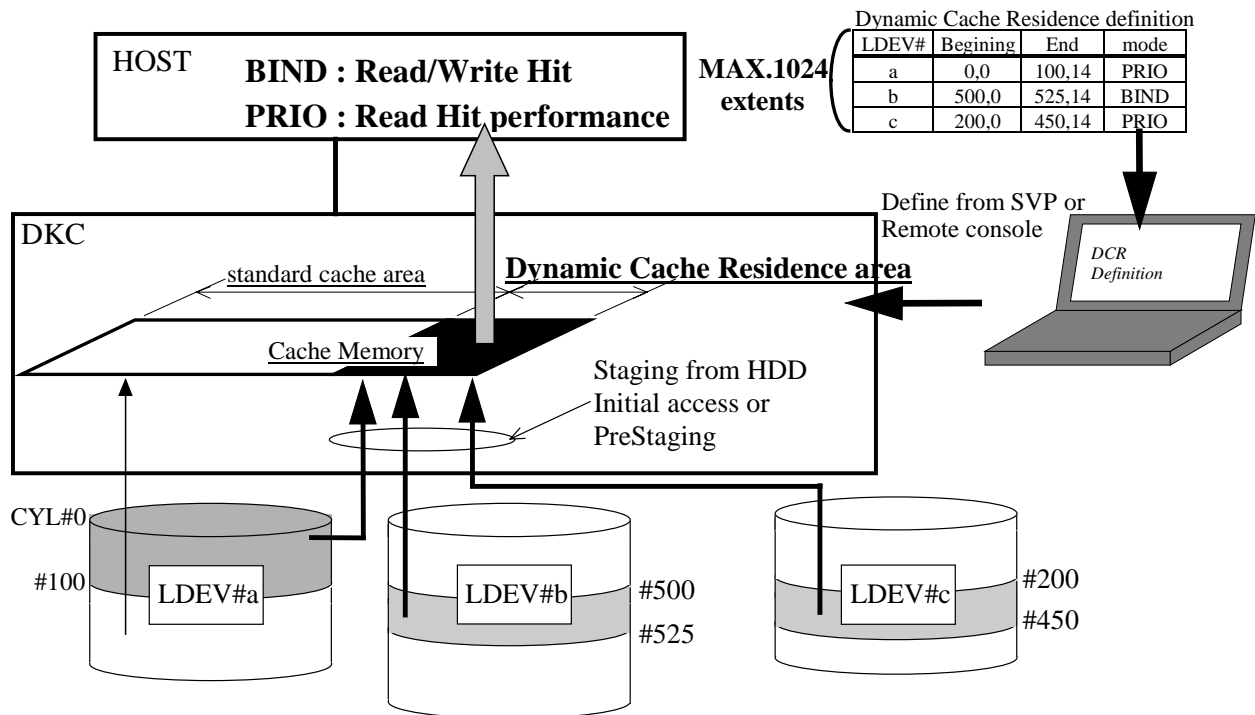 Dynamic Cache Residence definition
LDEV# Begining End mode
a 0,0 100,14 PRIO
b 500,0 525,14 BIND
c 200,0 450,14 PRIO
MAX.1024
extents
HOST
BIND : Read/Write Hit
PRIO : Read Hit performance
Define from SVP or
Remote console
DCR
Definition
DKC
standard cache area
Dynamic Cache Residence area
Cache Memory
Staging from HDD
Initial access or
PreStaging
CYL#0
#100
LDEV#a
LDEV#b
#500
#525
LDEV#c
#200
#450